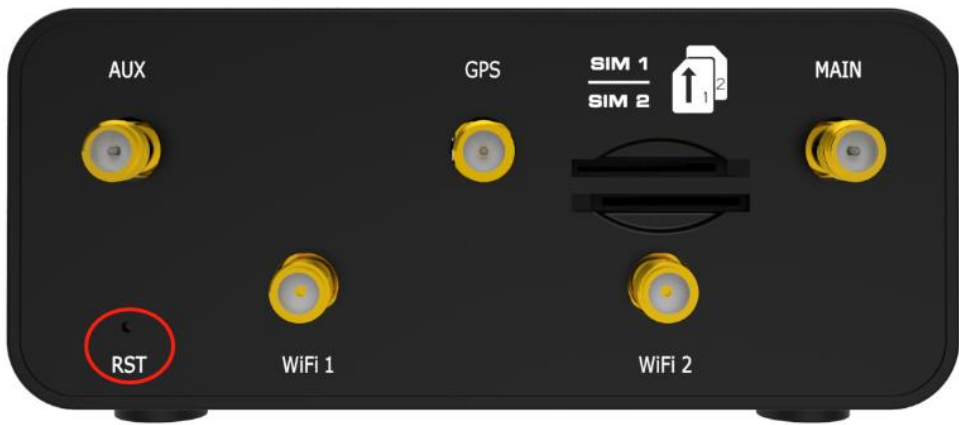 AUX
GPS
SIM 1
SIM 2
1
2
MAIN
RST
WiFi 1
WiFi 2